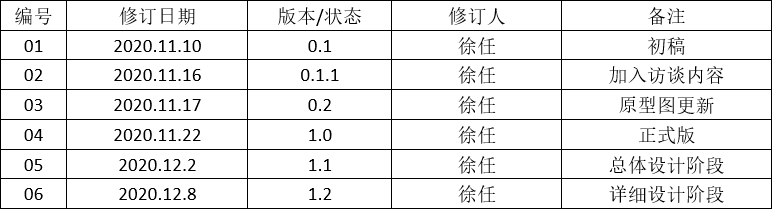 编号 修订日期 版本/状态 修订人 备注
01 2020.11.10 0.1 徐任 初稿
02 2020.11.16 0.1.1 徐任 加入访谈内容
03 2020.11.17 0.2 徐任 原型图更新
04 2020.11.22 1.0 徐任 正式版
05 2020.12.2 1.1 徐任 总体设计阶段
06 2020.12.8 1.2 徐任 详细设计阶段